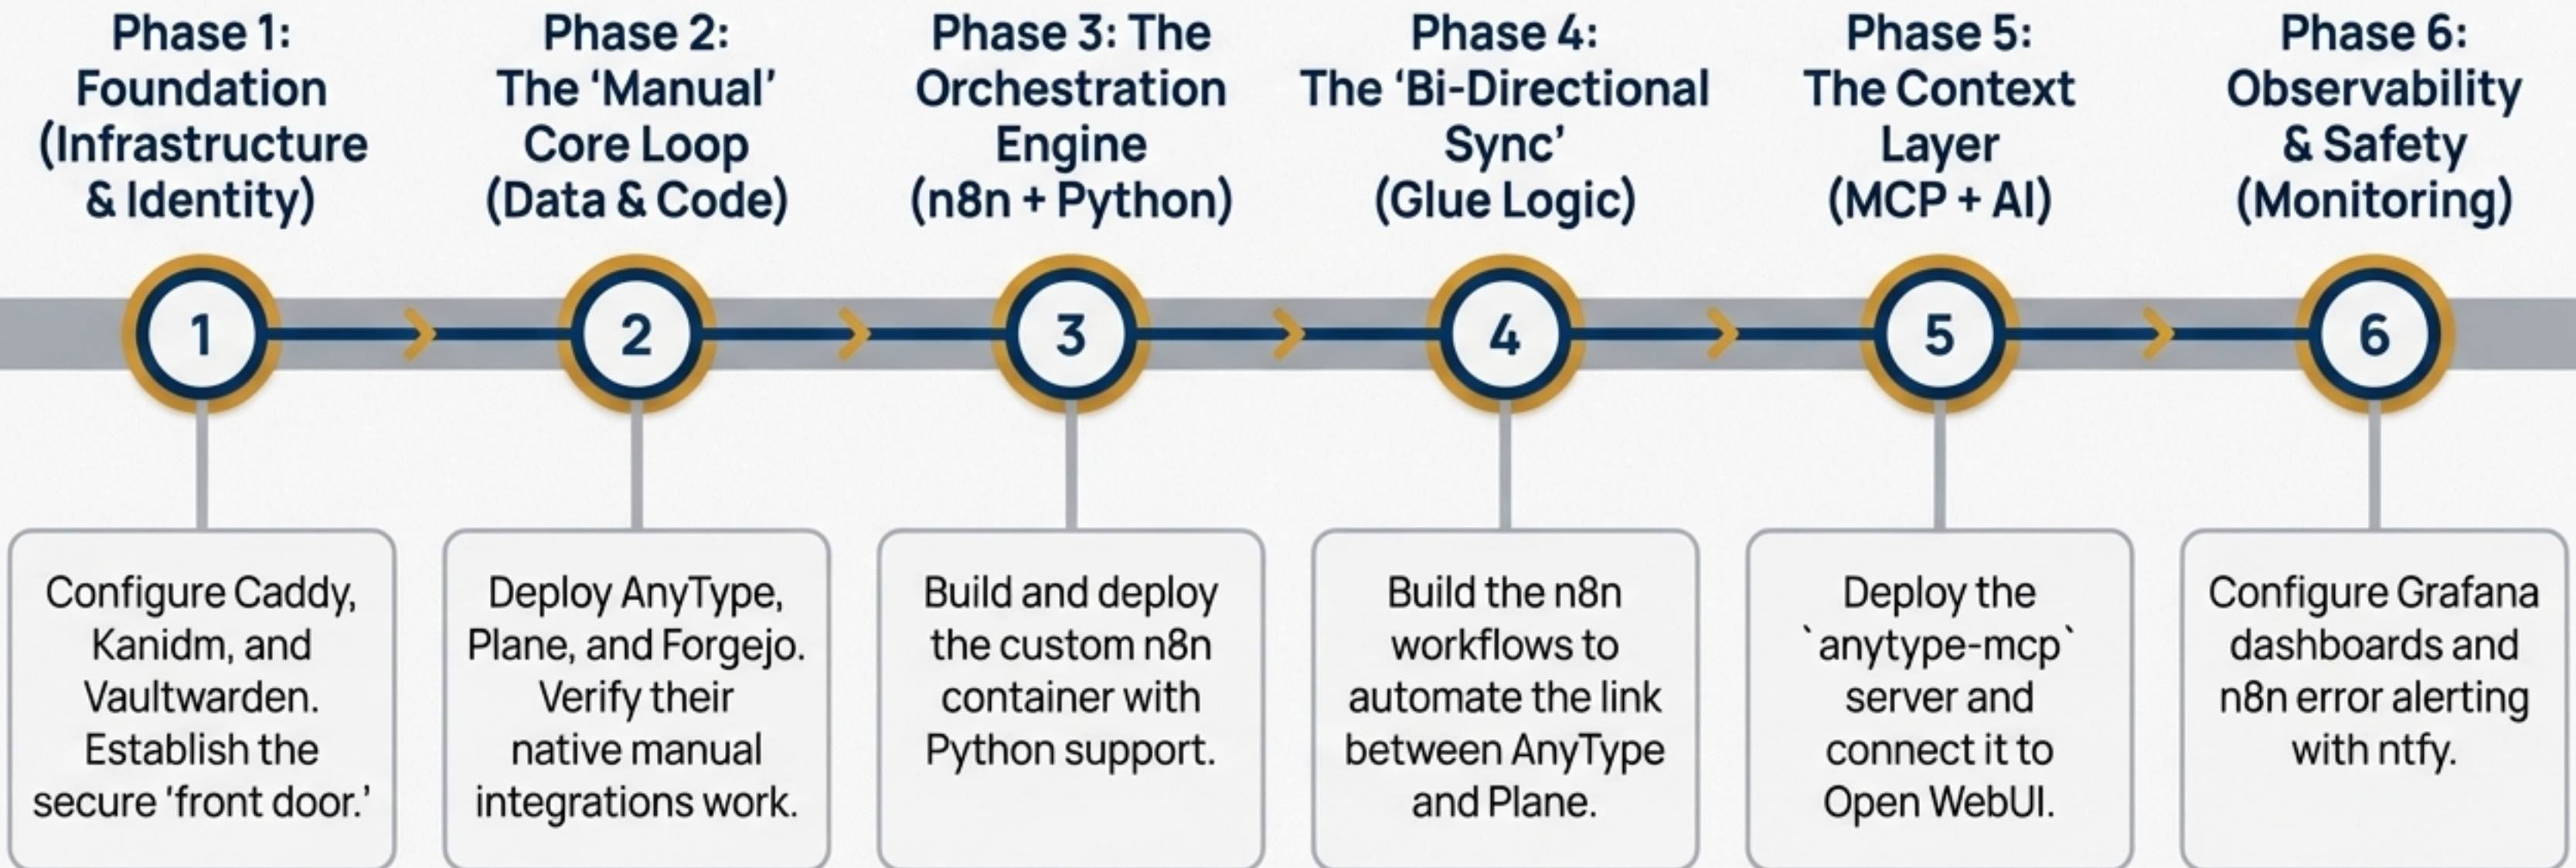 Phase 1:
Foundation
(Infrastructure
& Identity)
Phase 2:
The ‘Manual’
Core Loop
(Data & Code)
Phase 3: The
Orchestration
Engine
(n8n + Python)
Phase 4:
The ‘Bi-Directional
Sync’
(Glue Logic)
Phase 5:
The Context
Layer
(MCP + AI)
Phase 6:
Observability
& Safety
(Monitoring)
1
2
3
4
5
6
Configure Caddy,
Kanidm, and
Vaultwarden.
Establish the
secure ‘front door.’
Deploy AnyType,
Plane, and Forgejo.
Verify their
native manual
integrations work.
Build and deploy
the custom n8n
container with
Python support.
Build the n8n
workflows to
automate the link
between AnyType
and Plane.
Deploy the
`anytype-mcp`
server and
connect it to
Open WebUI.
Configure Grafana
dashboards and
n8n error alerting
with ntfy.